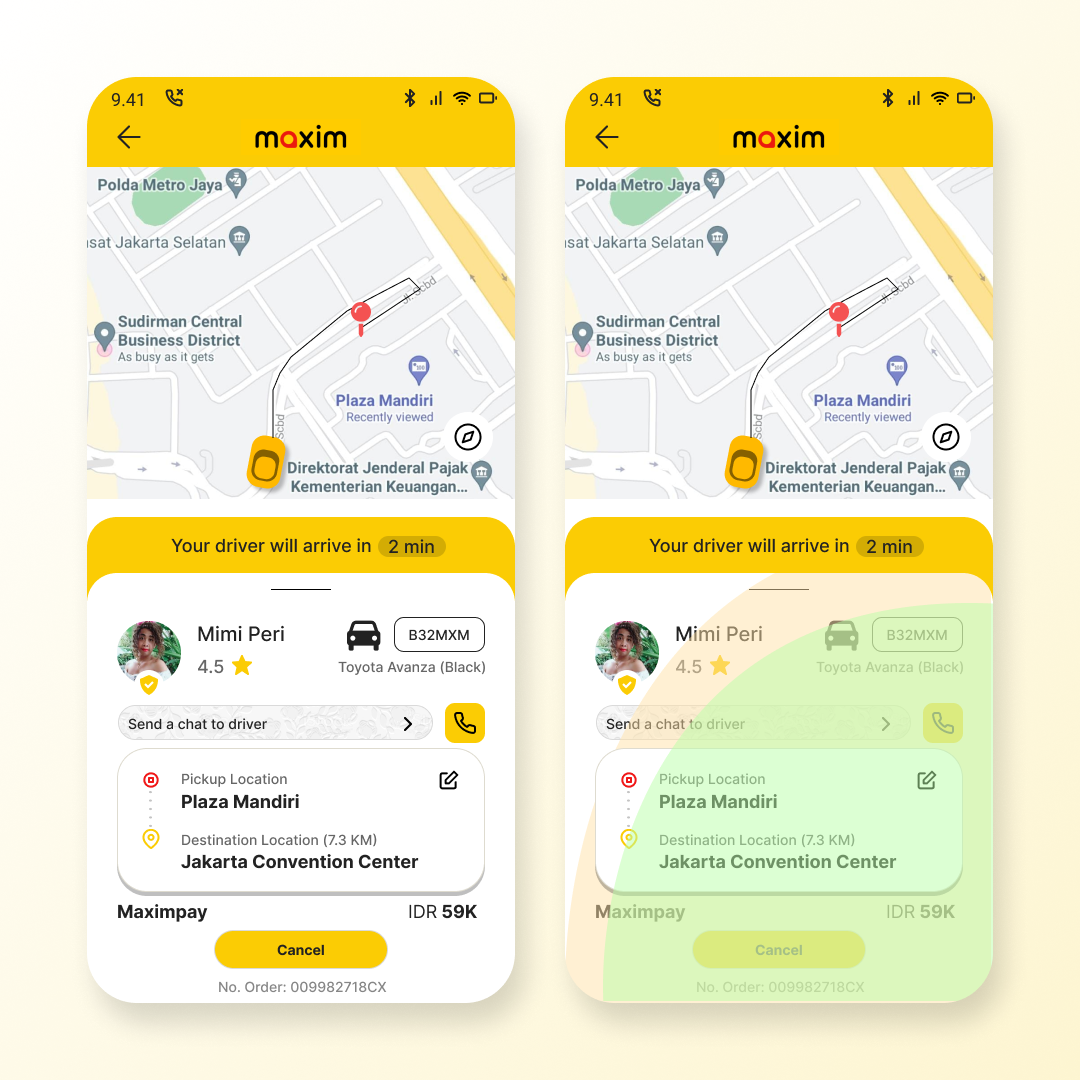 9.41
maxim
Polda Metro Jaya
sat Jakarta Selatan
Jl. Scbd
Sudirman Central
Business District
As busy as it gets
Plaza Mandiri
Recently viewed
Scbd
Direktorat Jenderal Pajak
Kementerian Keuangan...
Your driver will arrive in 2 min
Mimi Peri
B32MXM
4.5
Toyota Avanza (Black)
Send a chat to driver
Pickup Location
Plaza Mandiri
Destination Location (7.3 KM)
Jakarta Convention Center
Maximpay IDR 59K
Cancel
No. Order: 009982718CX
9.41
maxim
Polda Metro Jaya
sat Jakarta Selatan
Jl. Scbd
Sudirman Central
Business District
As busy as it gets
Plaza Mandiri
Recently viewed
Scbd
Direktorat Jenderal Pajak
Kementerian Keuangan...
Your driver will arrive in 2 min
Mimi Peri
B32MXM
4.5
Toyota Avanza (Black)
Send a chat to driver
Pickup Location
Plaza Mandiri
Destination Location (7.3 KM)
Jakarta Convention Center
Maximpay IDR 59K
Cancel
No. Order: 009982718CX